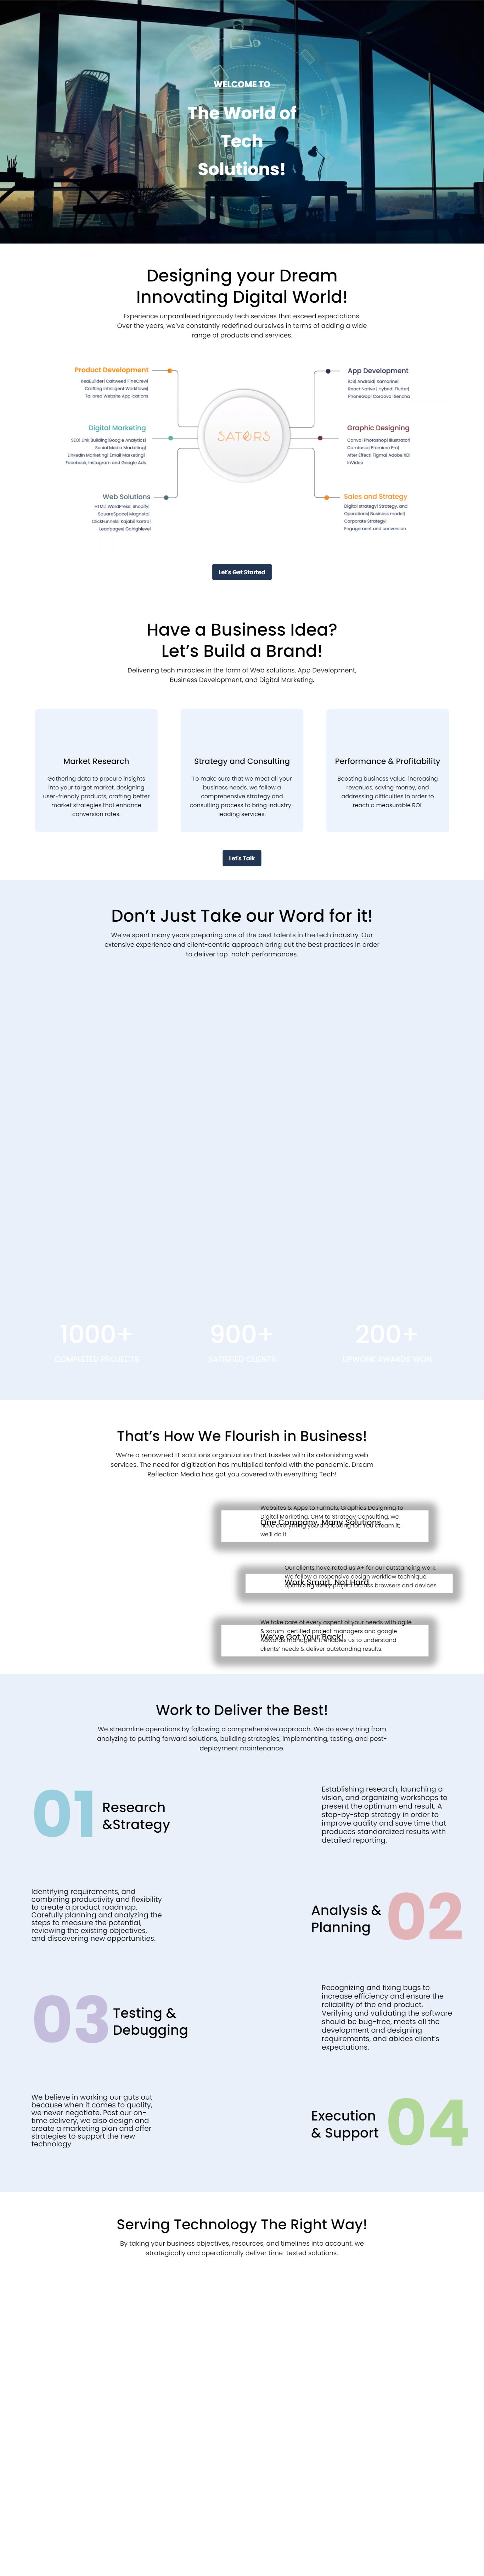 WELCOME TO
The World of
Tech
Solutions!
Designing your Dream
Innovating Digital World!
Experience unparalleled rigorously tech services that exceed expectations.
Over the years, we've constantly redefined ourselves in terms of adding a wide
range of products and services.
Product Development
KeaBuilder| Caltweet| FineCrew|
Crafting Intelligent Workflows|
Tailored Website Applications
App Development
iOS| Android| Xamarine|
React Native | Hybrid| Flutter|
PhoneGap| Cordova| Sencha
Digital Marketing
SEO| Link Building|Google Analytics|
Social Media Marketing|
LinkedIn Marketing| Email Marketing|
Facebook, Instagram and Google Ads
SATORS
Graphic Designing
Canva| Photoshop| Illustrator|
Camtasia| Premiere Pro|
After Effect| Figma| Adobe XD|
InVideo
Web Solutions
HTML| WordPress| Shopify|
SquareSpace| Magneto|
ClickFunnels| Kajabi| Kartra|
Leadpages| GoHighlevel
Sales and Strategy
Digital strategy| Strategy, and
Operations| Business model|
Corporate Strategy|
Engagement and conversion
Let's Get Started
Have a Business Idea?
Let's Build a Brand!
Delivering tech miracles in the form of Web solutions, App Development,
Business Development, and Digital Marketing.
Market Research
Gathering data to procure insights
into your target market, designing
user-friendly products, crafting better
market strategies that enhance
conversion rates.
Strategy and Consulting
To make sure that we meet all your
business needs, we follow a
comprehensive strategy and
consulting process to bring industry-
leading services.
Performance & Profitability
Boosting business value, increasing
revenues, saving money, and
addressing difficulties in order to
reach a measurable ROI.
Let's Talk
Don't Just Take our Word for it!
We've spent many years preparing one of the best talents in the tech industry. Our
extensive experience and client-centric approach bring out the best practices in order
to deliver top-notch performances.
1000+
COMPLETED PROJECTS
900+
SATISFIED CLIENTS
200+
UPWORK AWARDS WON
That's How We Flourish in Business!
We're a renowned IT solutions organization that tussles with its astonishing web
services. The need for digitization has multiplied tenfold with the pandemic. Dream
Reflection Media has got you covered with everything Tech!
Websites & Apps to Funnels, Graphics Designing to
Digital Marketing, CRM to Strategy Consulting, we
One Company, Many Solutions
have everything you are looking for. You dream it;
we'll do it.
Our clients have rated us A+ for our outstanding work.
We follow a responsive design workflow technique,
Work Smart, Not Hard
optimizing every project across browsers and devices.
We take care of every aspect of your needs with agile
& scrum-certified project managers and google
We've Got Your Back!
AdWords managers. It enables us to understand
clients' needs & deliver outstanding results.
Work to Deliver the Best!
We streamline operations by following a comprehensive approach. We do everything from
analyzing to putting forward solutions, building strategies, implementing, testing, and post-
deployment maintenance.
01
Research
&Strategy
Establishing research, launching a
vision, and organizing workshops to
present the optimum end result. A
step-by-step strategy in order to
improve quality and save time that
produces standardized results with
detailed reporting.
Identifying requirements, and
combining productivity and flexibility
to create a product roadmap.
Carefully planning and analyzing the
steps to measure the potential,
reviewing the existing objectives,
and discovering new opportunities.
Analysis &
Planning
02
03
Testing &
Debugging
Recognizing and fixing bugs to
increase efficiency and ensure the
reliability of the end product.
Verifying and validating the software
should be bug-free, meets all the
development and designing
requirements, and abides client's
expectations.
We believe in working our guts out
because when it comes to quality,
we never negotiate. Post our on-
time delivery, we also design and
create a marketing plan and offer
strategies to support the new
technology.
Execution
& Support
04
Serving Technology The Right Way!
By taking your business objectives, resources, and timelines into account, we
strategically and operationally deliver time-tested solutions.